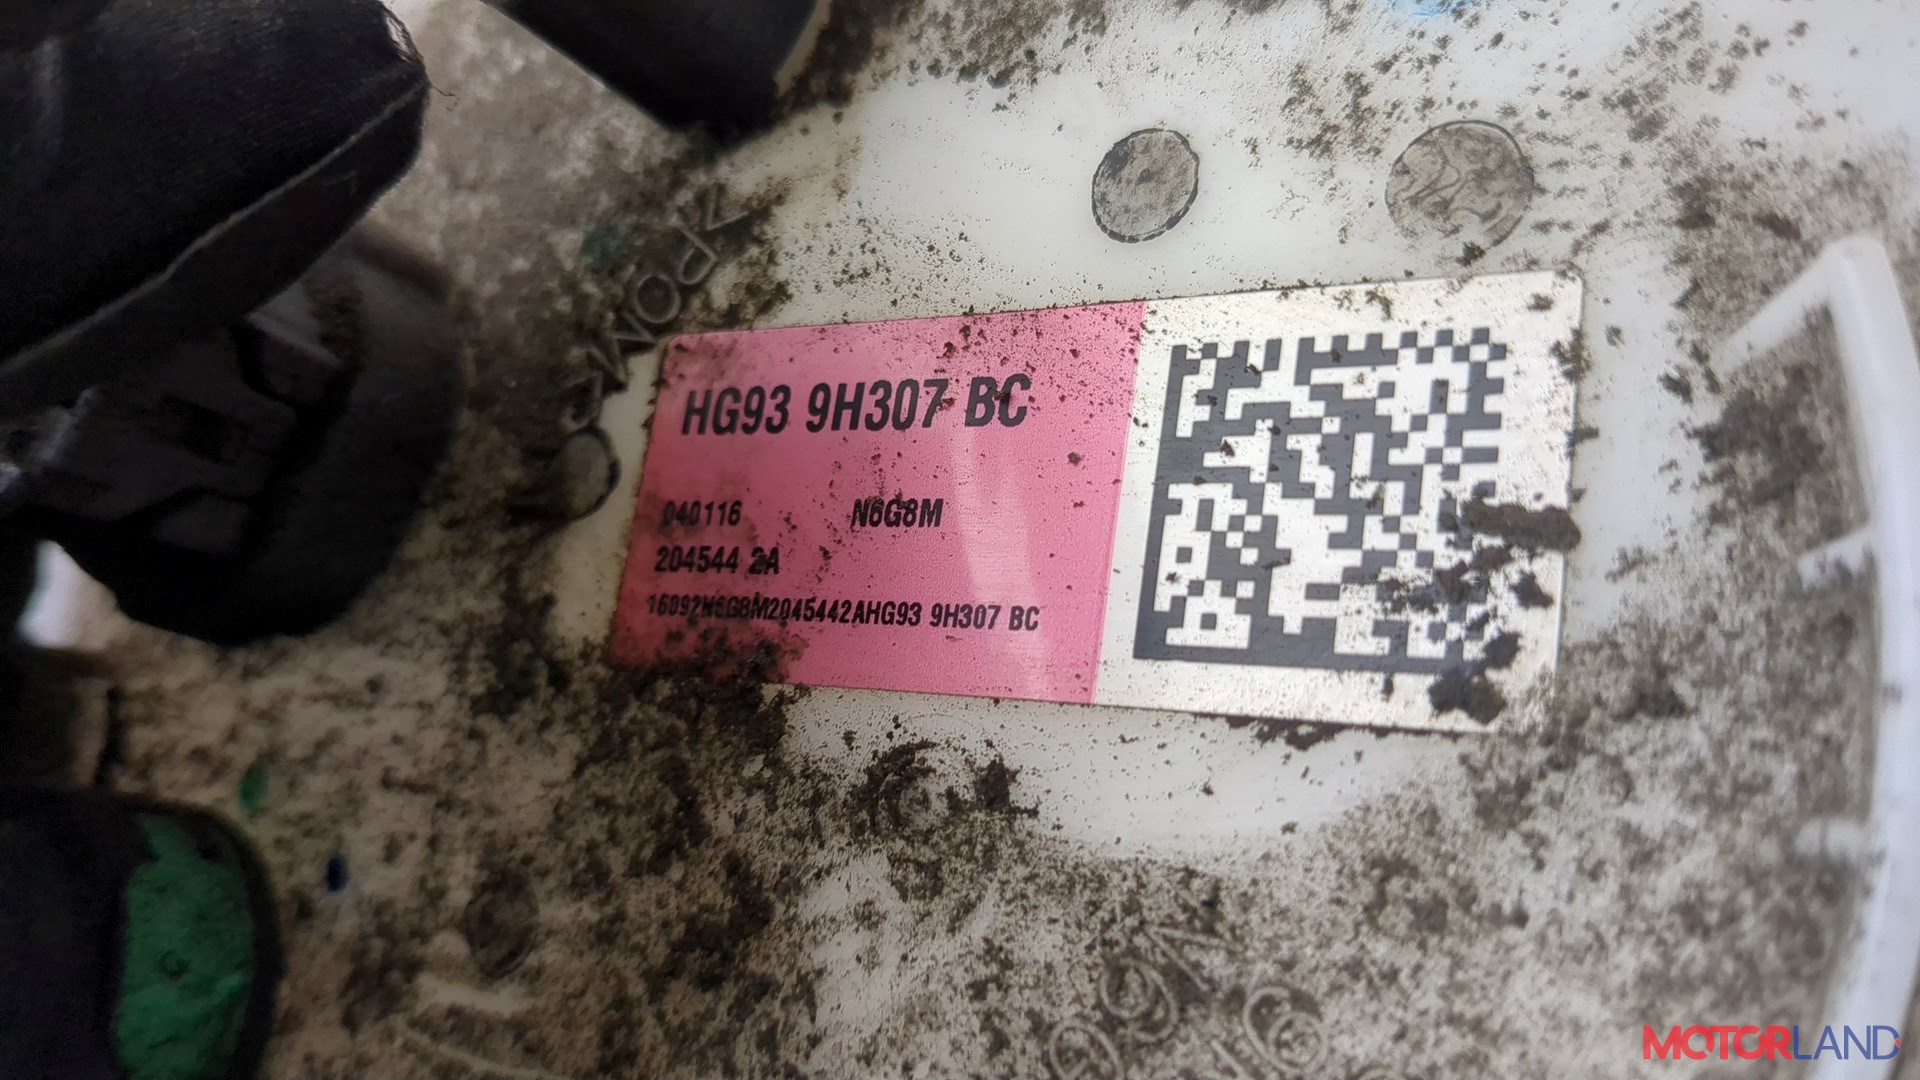 HG93 9H307 BC
040116 N6G8M
204544 2A
16092N6G8M2045442AHG93 9H307 BC
MOTORLAND